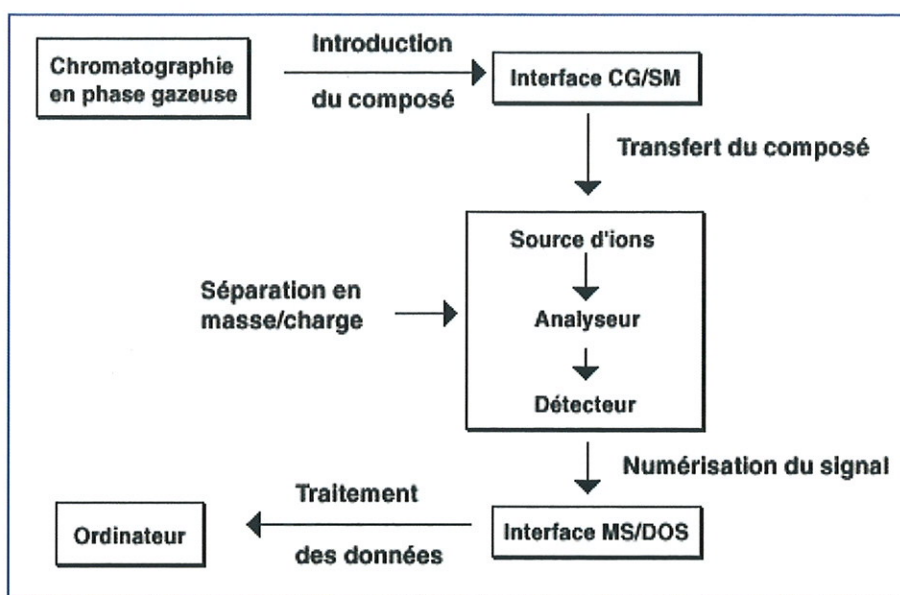 Chromatographie
en phase gazeuse
Introduction
du composé
Interface CG/SM
Transfert du composé
Source d'ions
Séparation en
masse/charge
Analyseur
Détecteur
Numérisation du signal
Interface MS/DOS
Traitement
des données
Ordinateur